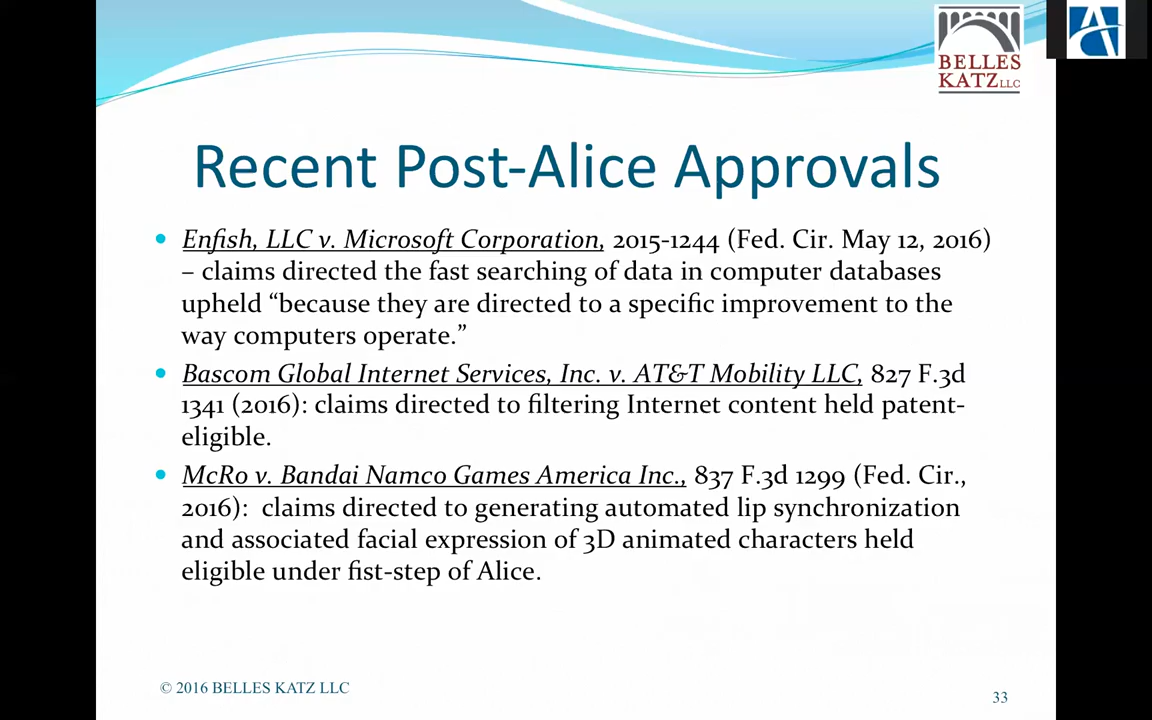 BELLES
KATZ LLC
Recent Post-Alice Approvals
• Enfish, LLC v. Microsoft Corporation, 2015-1244 (Fed. Cir. May 12, 2016)
– claims directed the fast searching of data in computer databases
upheld “because they are directed to a specific improvement to the
way computers operate.”
• Bascom Global Internet Services, Inc. v. AT&T Mobility LLC, 827 F.3d
1341 (2016): claims directed to filtering Internet content held patent-
eligible.
• McRo v. Bandai Namco Games America Inc., 837 F.3d 1299 (Fed. Cir.,
2016): claims directed to generating automated lip synchronization
and associated facial expression of 3D animated characters held
eligible under fist-step of Alice.
© 2016 BELLES KATZ LLC
33